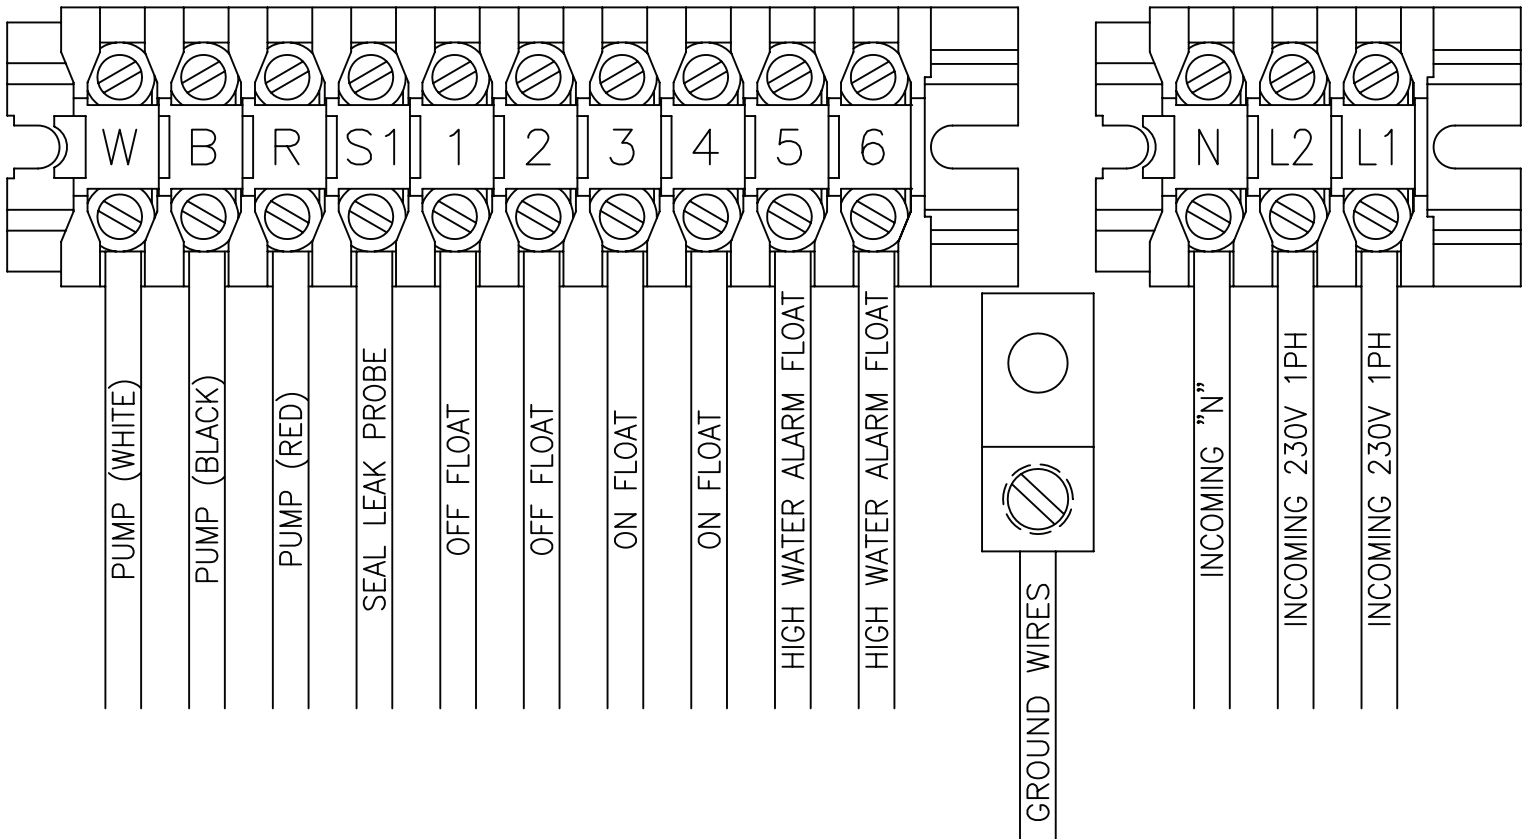 W
B
R
S1
1
2
3
4
5
6
N
L2
L1
PUMP (WHITE)
PUMP (BLACK)
PUMP (RED)
SEAL LEAK PROBE
OFF FLOAT
OFF FLOAT
ON FLOAT
ON FLOAT
HIGH WATER ALARM FLOAT
HIGH WATER ALARM FLOAT
GROUND WIRES
INCOMING "N"
INCOMING 230V 1PH
INCOMING 230V 1PH